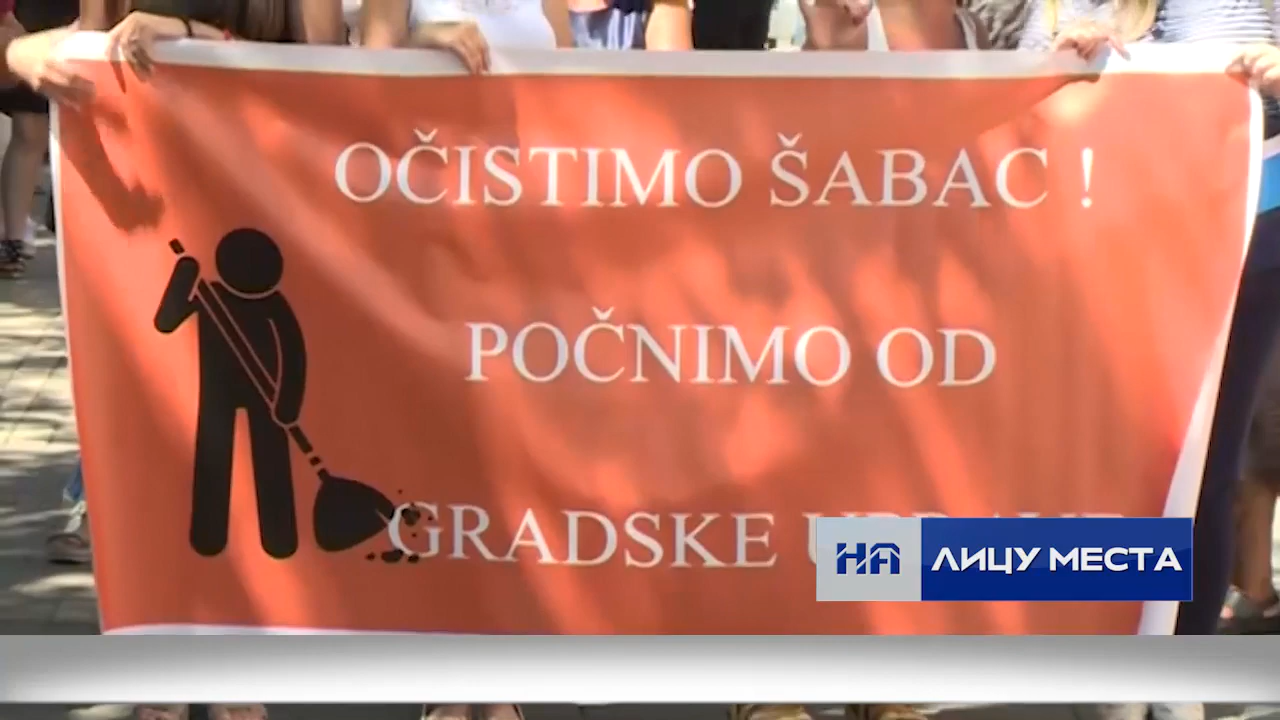 OČISTIMO ŠABAC !
POČNIMO OD
GRADSKE
НА ЛИЦУ МЕСТА